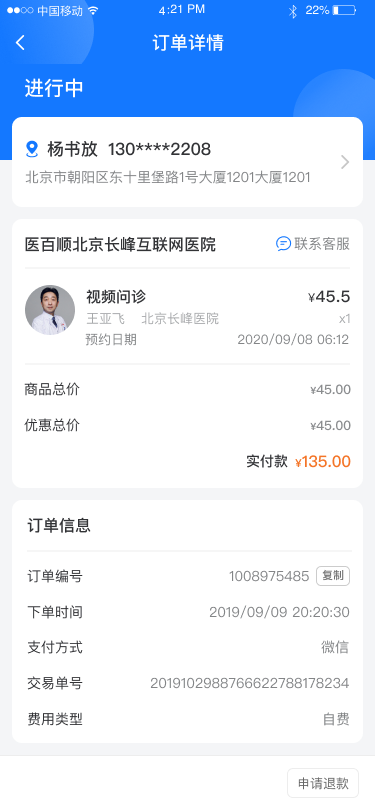 中国移动 4:21 PM 22%
订单详情
进行中
杨书放 130****2208
北京市朝阳区东十里堡路1号大厦1201大厦1201
医百顺北京长峰互联网医院 联系客服
视频问诊 ¥45.5
王亚飞 北京长峰医院 x1
预约日期 2020/09/08 06:12
商品总价 ¥45.00
优惠总价 ¥45.00
实付款 ¥135.00
订单信息
订单编号 1008975485 复制
下单时间 2019/09/09 20:20:30
支付方式 微信
交易单号 2019102988766622788178234
费用类型 自费
申请退款